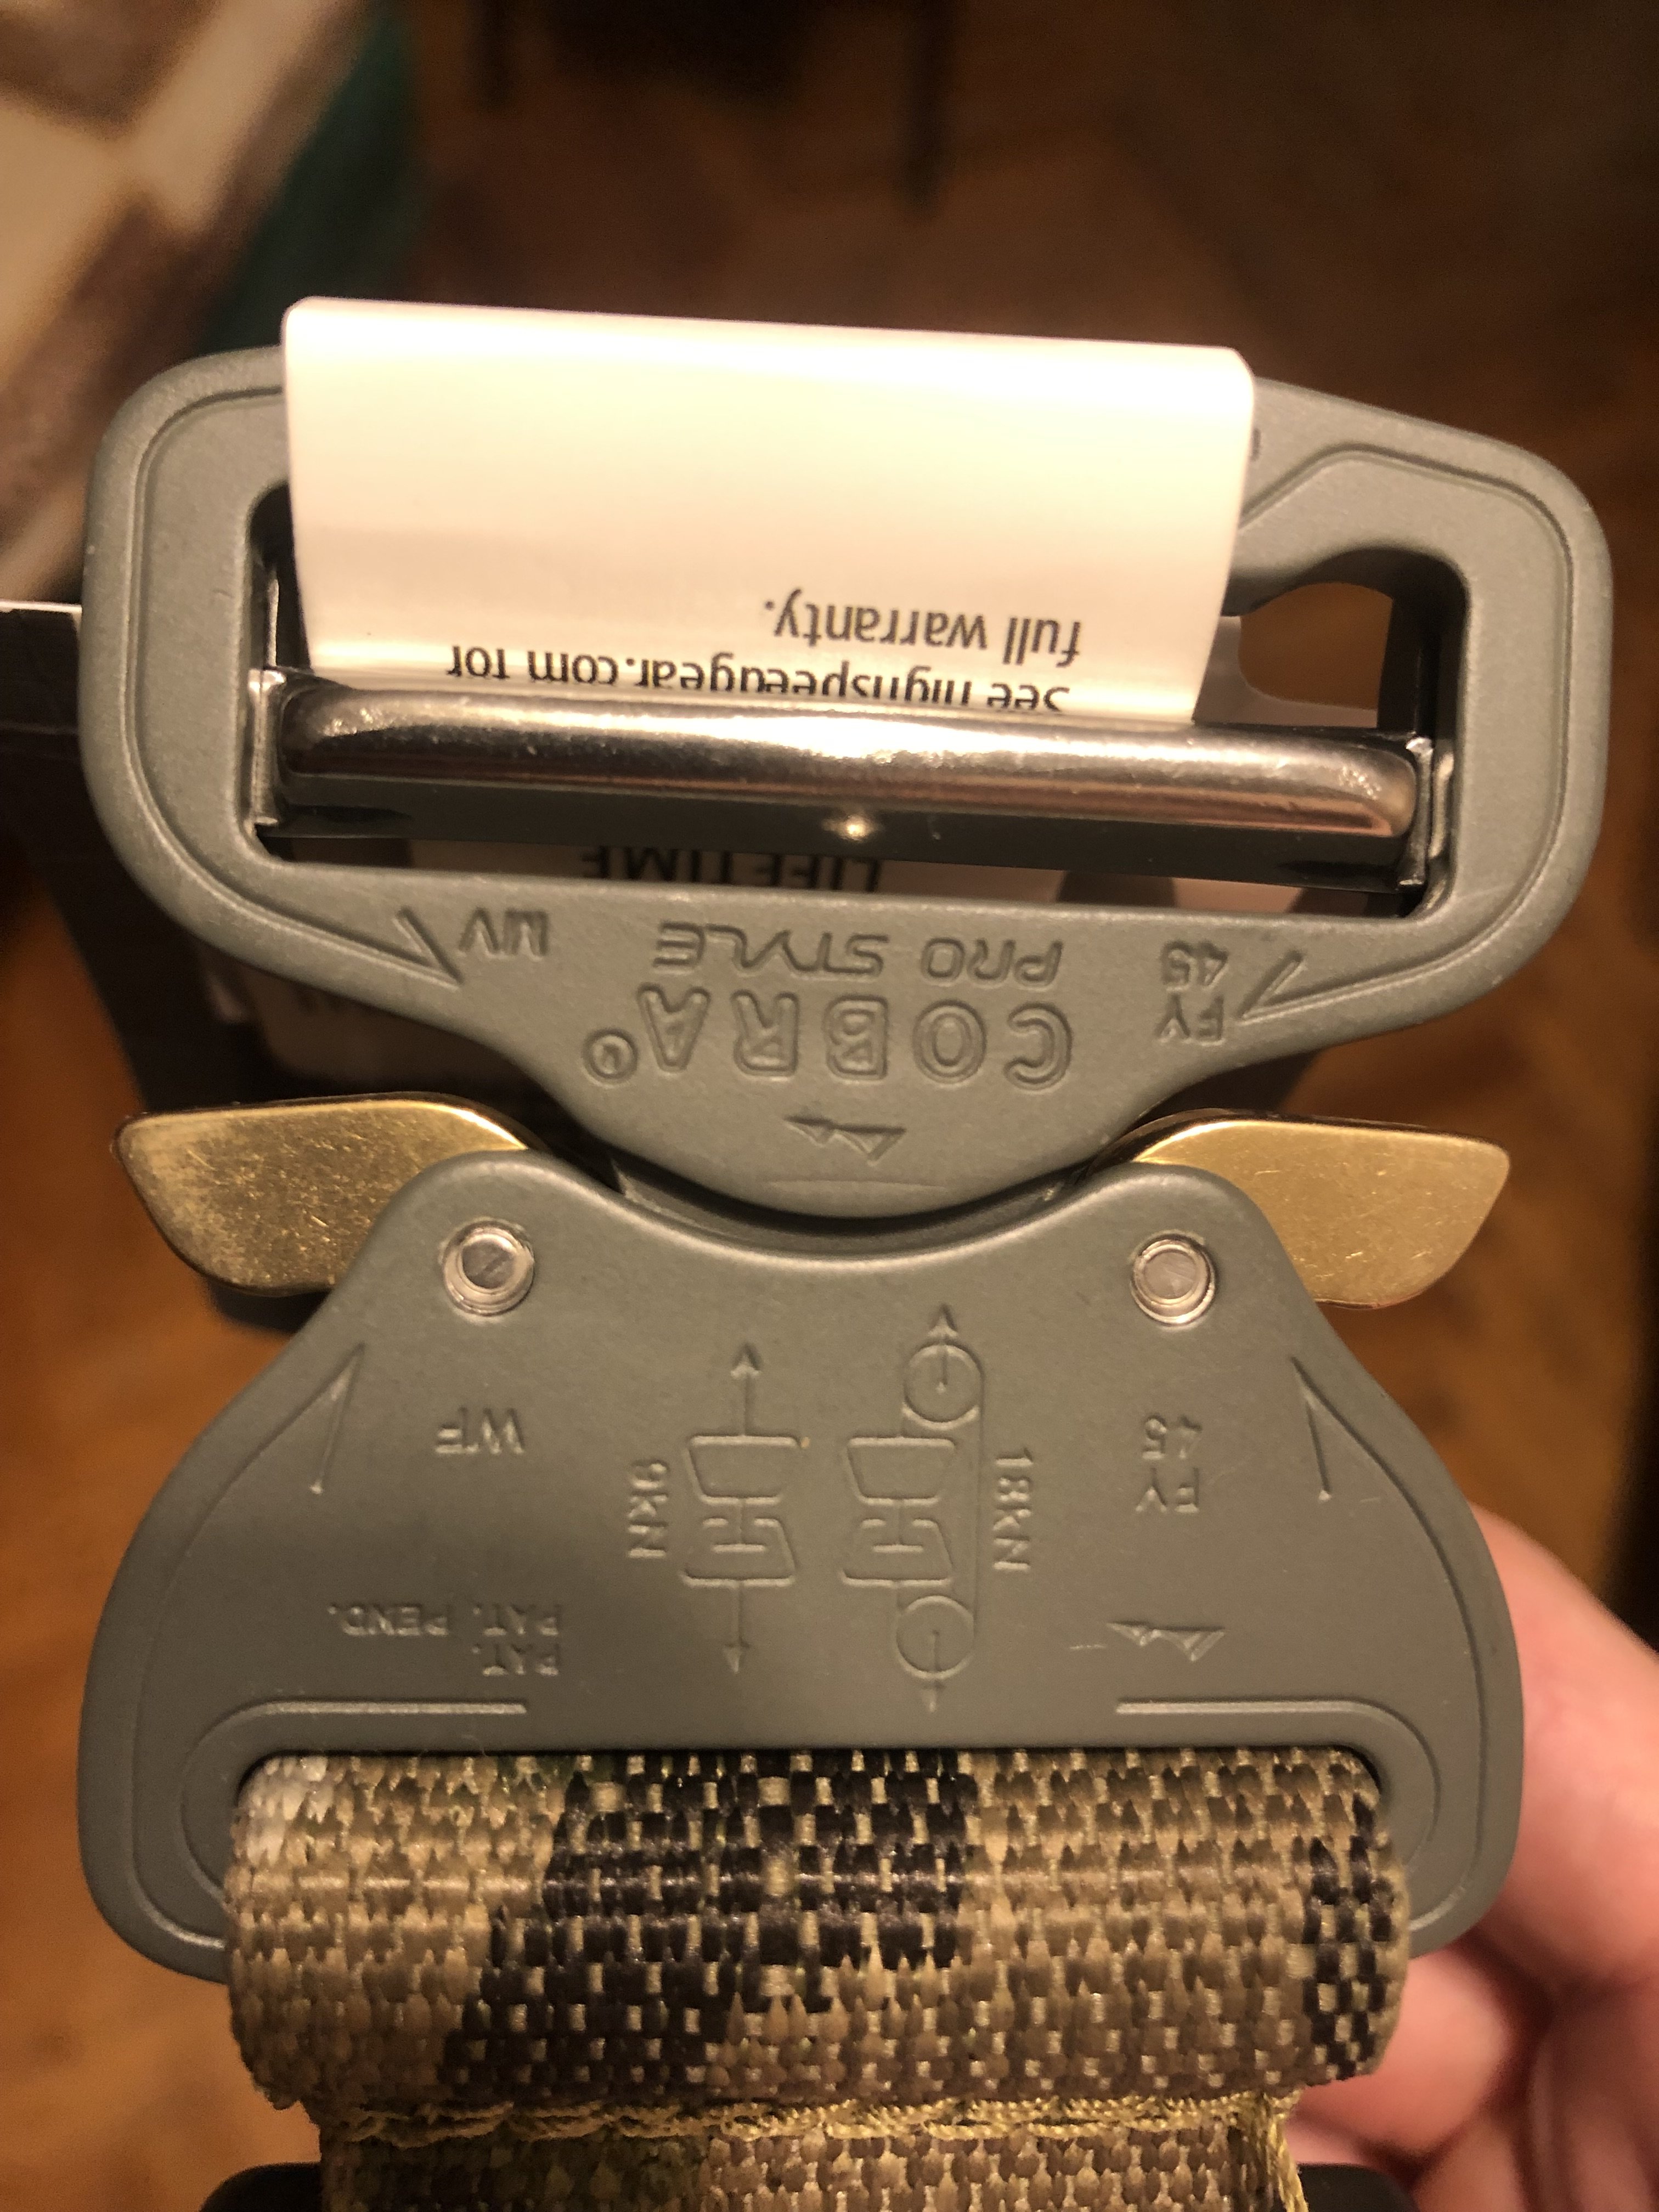 PAT.
PAT. PEND.
FY
45
18kN
9kN
WF
COBRA®
PRO STYLE
FY
45
MV
LIFETIME
See highspeedgear.com for
full warranty.